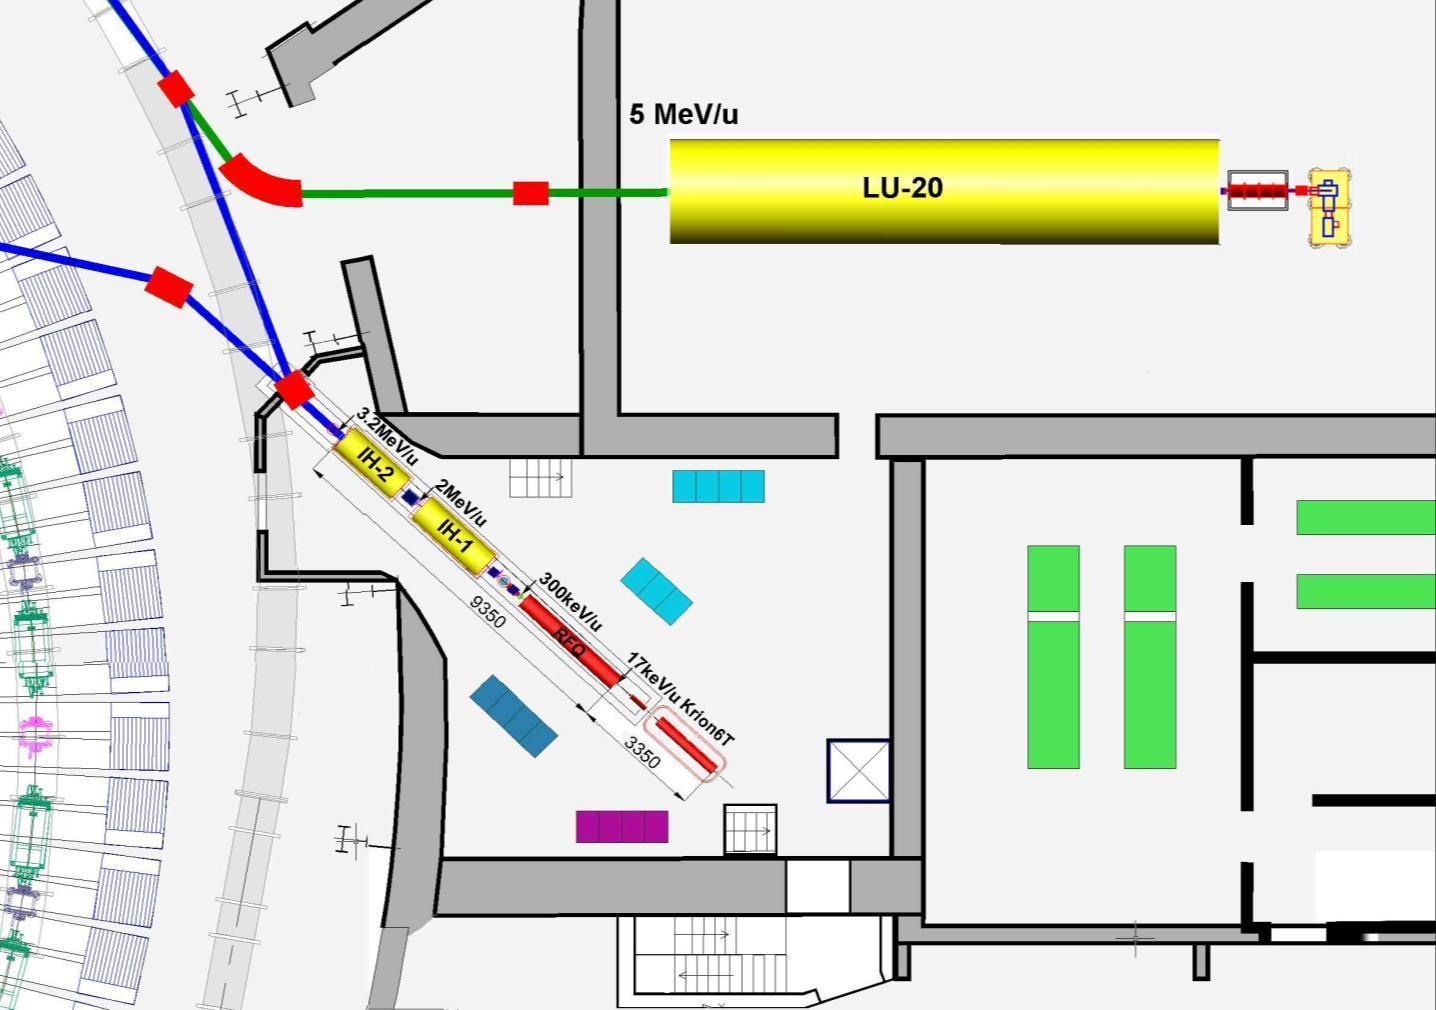 5 MeV/u
LU-20
3.2MeV/u
IH-2
2MeV/u
IH-1
300keV/u
9350
RFQ
17keV/u Krion6T
3350